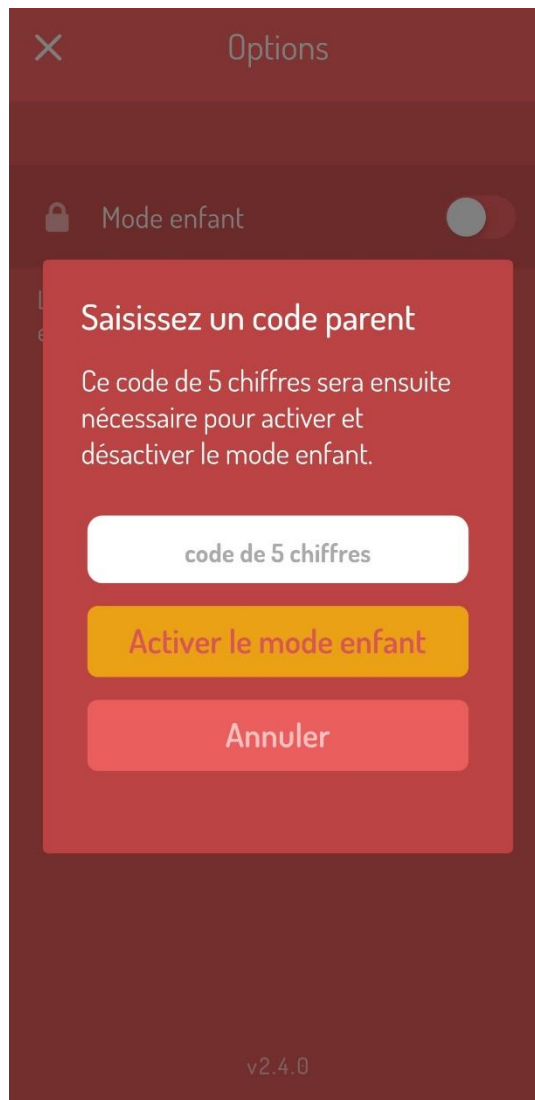 Options
Mode enfant
L
Saisissez un code parent
e
Ce code de 5 chiffres sera ensuite
nécessaire pour activer et
désactiver le mode enfant.
code de 5 chiffres
Activer le mode enfant
Annuler
v2.4.0